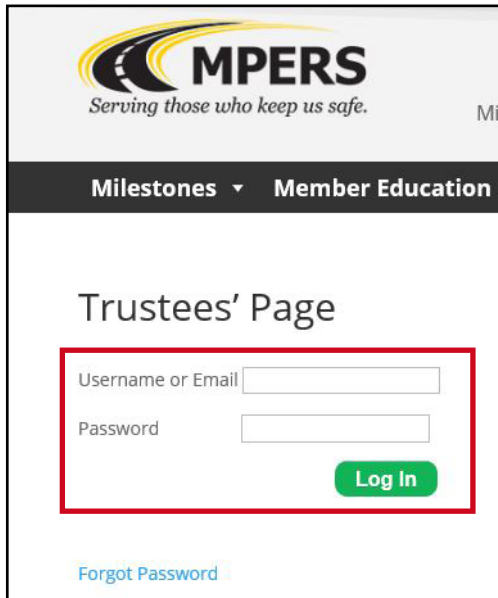 MPERS
Serving those who keep us safe.
Milestones Member Education
Trustees' Page
Username or Email
Password
Log In
Forgot Password